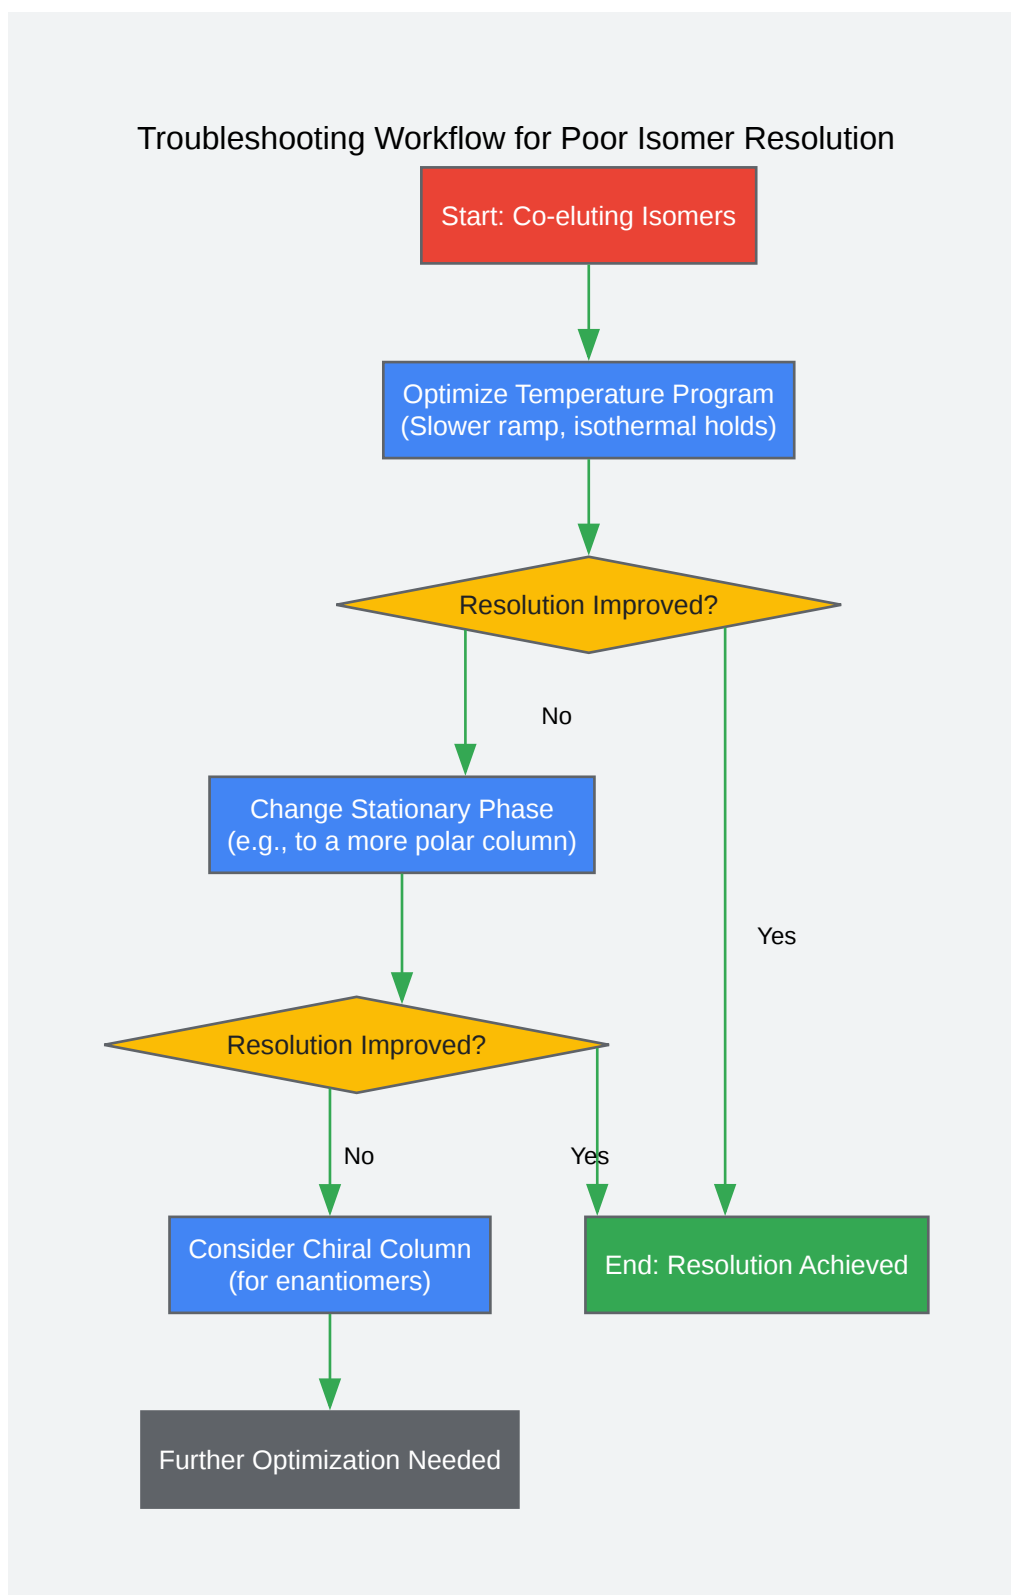 Troubleshooting Workflow for Poor Isomer Resolution
Start: Co-eluting Isomers
Optimize Temperature Program
(Slower ramp, isothermal holds)
Resolution Improved?
No
Change Stationary Phase
(e.g., to a more polar column)
Yes
Resolution Improved?
No
Yes
Consider Chiral Column
(for enantiomers)
End: Resolution Achieved
Further Optimization Needed